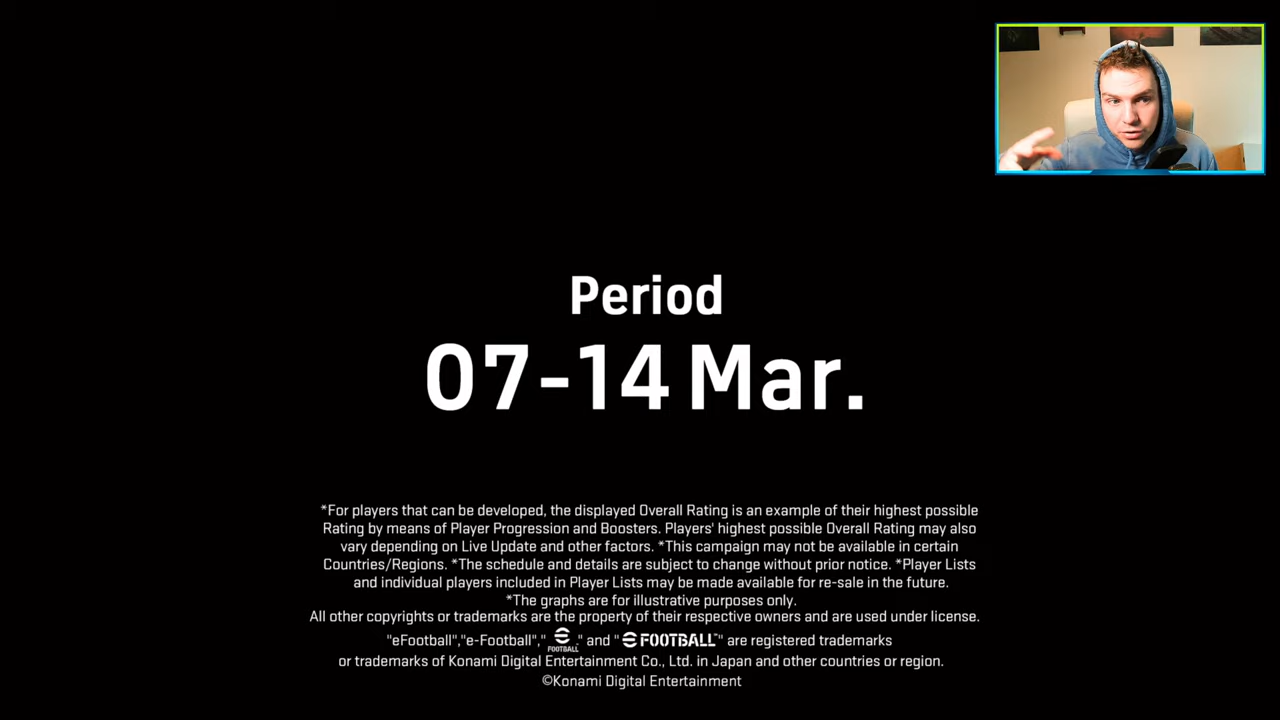 Period
07-14 Mar.
*For players that can be developed, the displayed Overall Rating is an example of their highest possible
Rating by means of Player Progression and Boosters. Players' highest possible Overall Rating may also
vary depending on Live Update and other factors. *This campaign may not be available in certain
Countries/Regions. *The schedule and details are subject to change without prior notice. *Player Lists
and individual players included in Player Lists may be made available for re-sale in the future.
*The graphs are for illustrative purposes only.
All other copyrights or trademarks are the property of their respective owners and are used under license.
"eFootball","e-Football"," FOOTBALL " and " FOOTBALL™" are registered trademarks
or trademarks of Konami Digital Entertainment Co., Ltd. in Japan and other countries or region.
©Konami Digital Entertainment